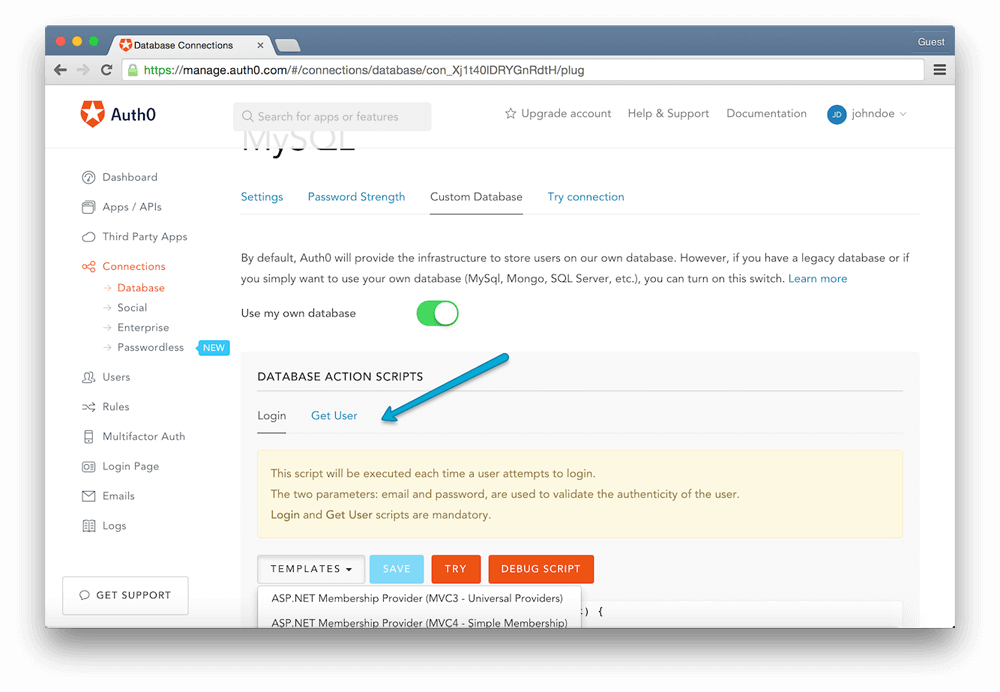 Database Connections
Guest
https://manage.auth0.com/#/connections/database/con_Xj1t40lDRYGnRdtH/plug
Auth0
Search for apps or features
Upgrade account
Help & Support
Documentation
JD
johndoe
MySQL
Dashboard
Apps / APIs
Third Party Apps
Connections
Database
Social
Enterprise
Passwordless
NEW
Users
Rules
Multifactor Auth
Login Page
Emails
Logs
GET SUPPORT
Settings
Password Strength
Custom Database
Try connection
By default, Auth0 will provide the infrastructure to store users on our own database. However, if you have a legacy database or if
you simply want to use your own database (MySql, Mongo, SQL Server, etc.), you can turn on this switch. Learn more
Use my own database
DATABASE ACTION SCRIPTS
Login
Get User
This script will be executed each time a user attempts to login.
The two parameters: email and password, are used to validate the authenticity of the user.
Login and Get User scripts are mandatory.
TEMPLATES
SAVE
TRY
DEBUG SCRIPT
ASP.NET Membership Provider (MVC3 - Universal Providers)
) {
ASP.NET Membership Provider (MVC4 - Simple Membership)